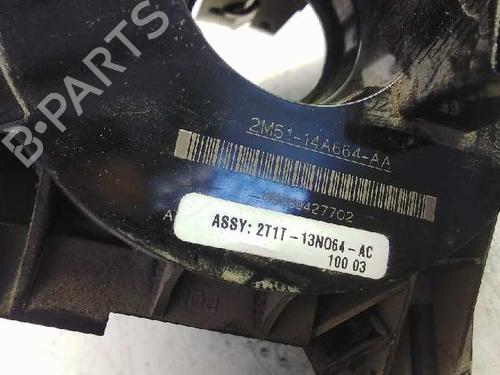 B-PARTS
2M51-14A664-AA
ASSY: 2T1T-13N064-AC
100 03